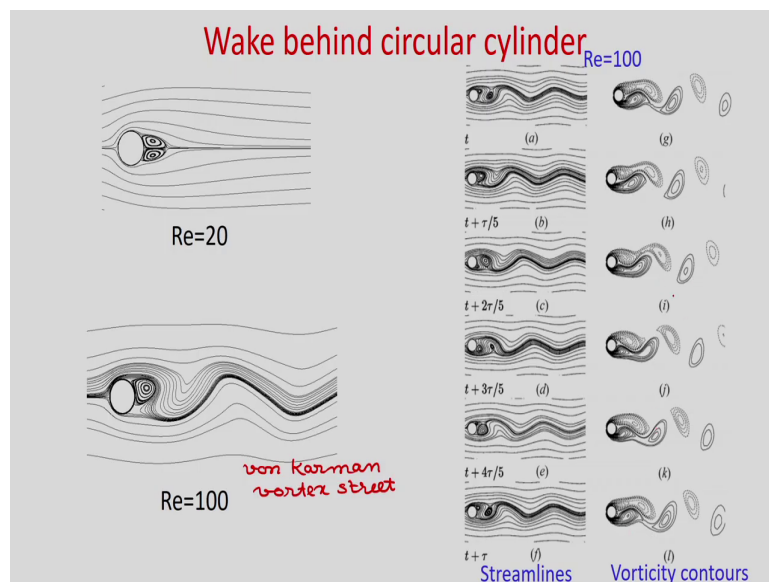 Wake behind circular cylinder
Re=100
Re=20
Re=100
von Karman
vortex street
t (a) (g)
t + τ/5 (b) (h)
t + 2τ/5 (c) (i)
t + 3τ/5 (d) (j)
t + 4τ/5 (e) (k)
t + τ (f) (l)
Streamlines Vorticity contours